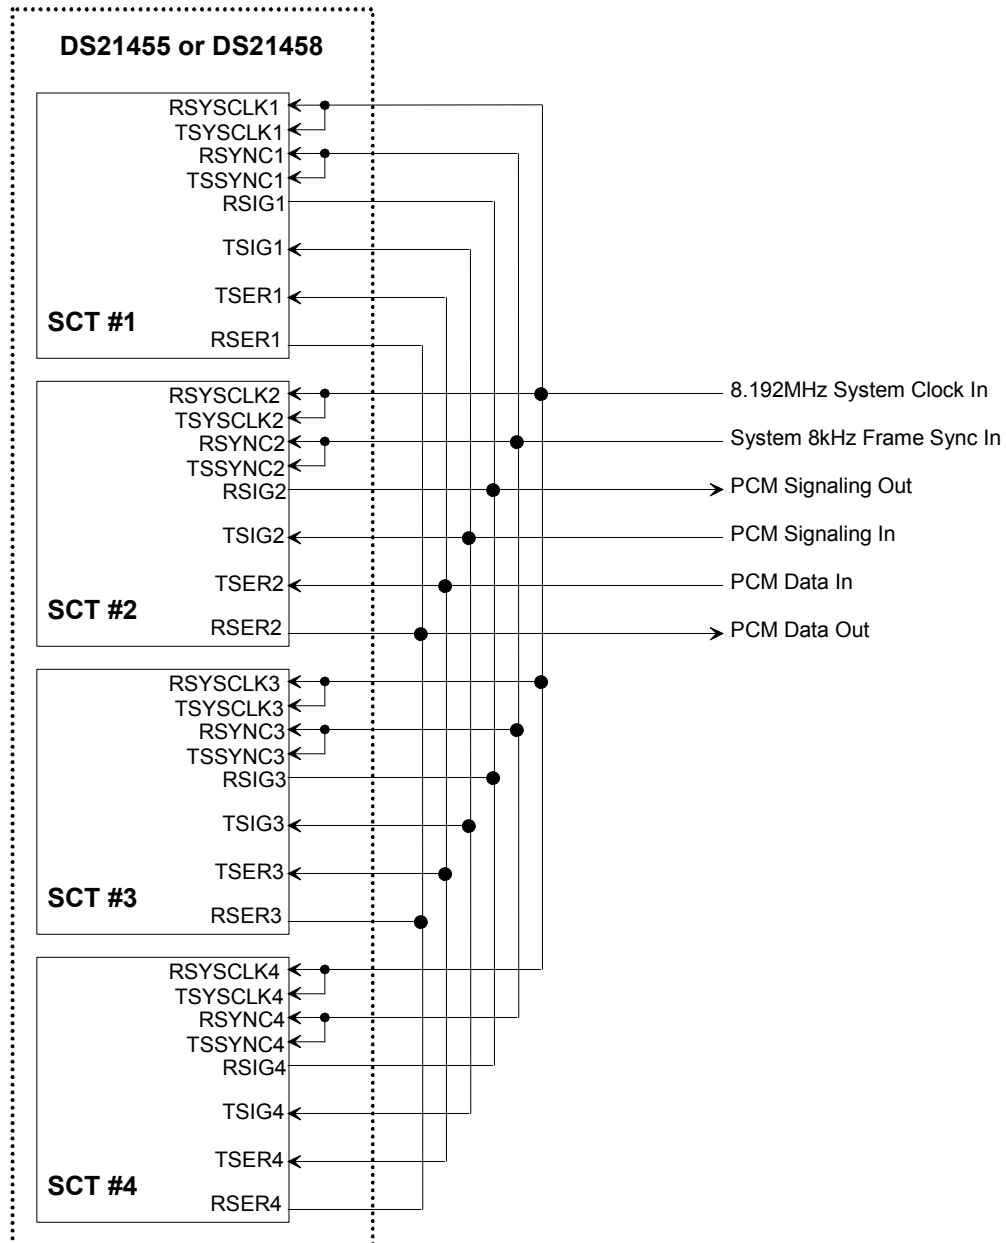 DS21455 or DS21458
RSYSCLK1
TSYSCLK1
RSYNC1
TSSYNC1
RSIG1
TSIG1
TSER1
SCT #1
RSER1
RSYSCLK2
TSYSCLK2
RSYNC2
TSSYNC2
RSIG2
TSIG2
TSER2
SCT #2
RSER2
8.192MHz System Clock In
System 8kHz Frame Sync In
PCM Signaling Out
PCM Signaling In
PCM Data In
PCM Data Out
RSYSCLK3
TSYSCLK3
RSYNC3
TSSYNC3
RSIG3
TSIG3
TSER3
SCT #3
RSER3
RSYSCLK4
TSYSCLK4
RSYNC4
TSSYNC4
RSIG4
TSIG4
TSER4
SCT #4
RSER4